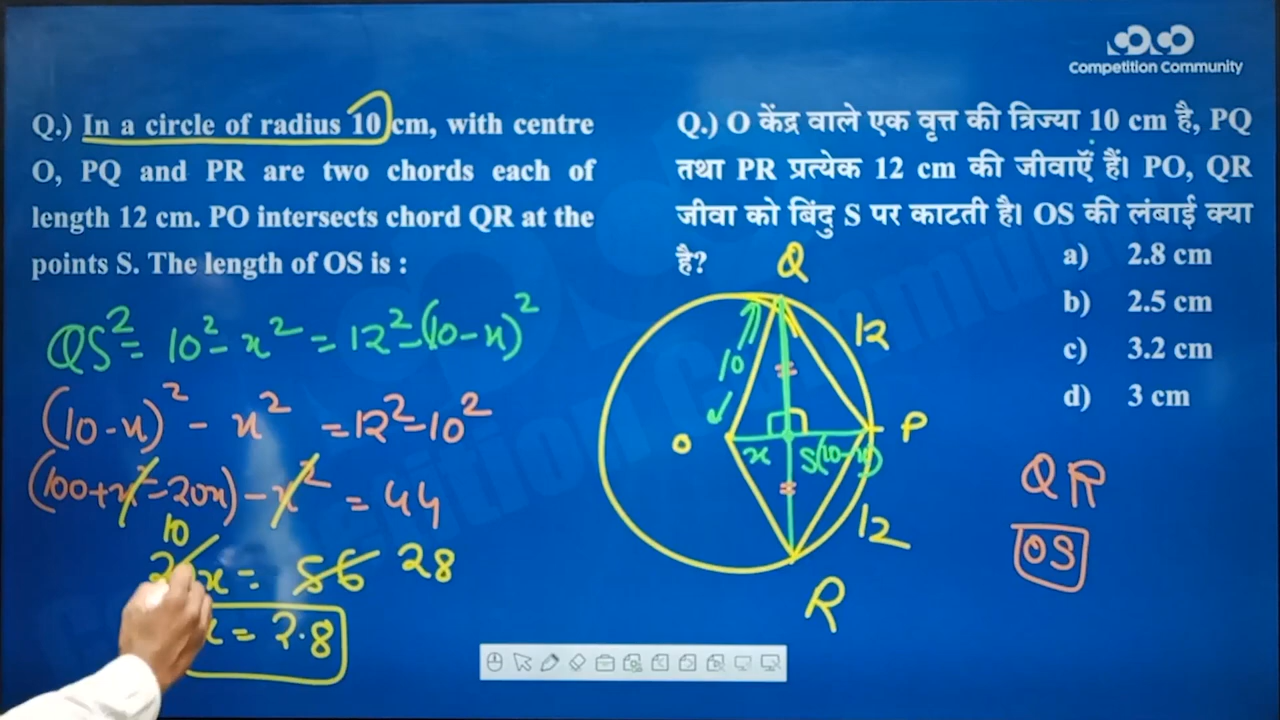 Competition Community
Q.) In a circle of radius 10 cm, with centre
O, PQ and PR are two chords each of
length 12 cm. PO intersects chord QR at the
points S. The length of OS is :
Q.) O केंद्र वाले एक वृत्त की त्रिज्या 10 cm है, PQ
तथा PR प्रत्येक 12 cm की जीवाएँ हैं। PO, QR
जीवा को बिंदु S पर काटती है। OS की लंबाई क्या
है?
a) 2.8 cm
b) 2.5 cm
c) 3.2 cm
d) 3 cm
QS² = 10² - x² = 12² - (10-x)²
(10-x)² - x² = 12² - 10²
(100+x²-20x) - x² = 44
10
20x = 56 28
x = 2.8
Q
12
10
O
x
S(10-x)
P
12
R
QR
OS